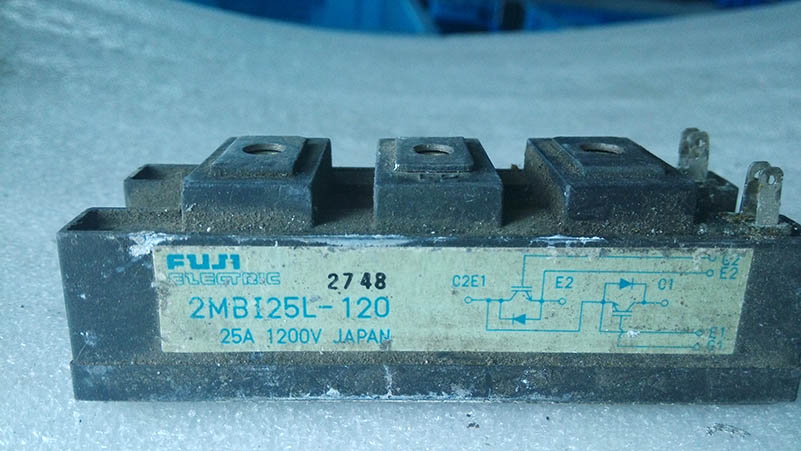 FUJI
ELECTRIC
2748
2MBI25L-120
25A 1200V JAPAN
C2E1
E2
C1
G2
E2
E1
G1